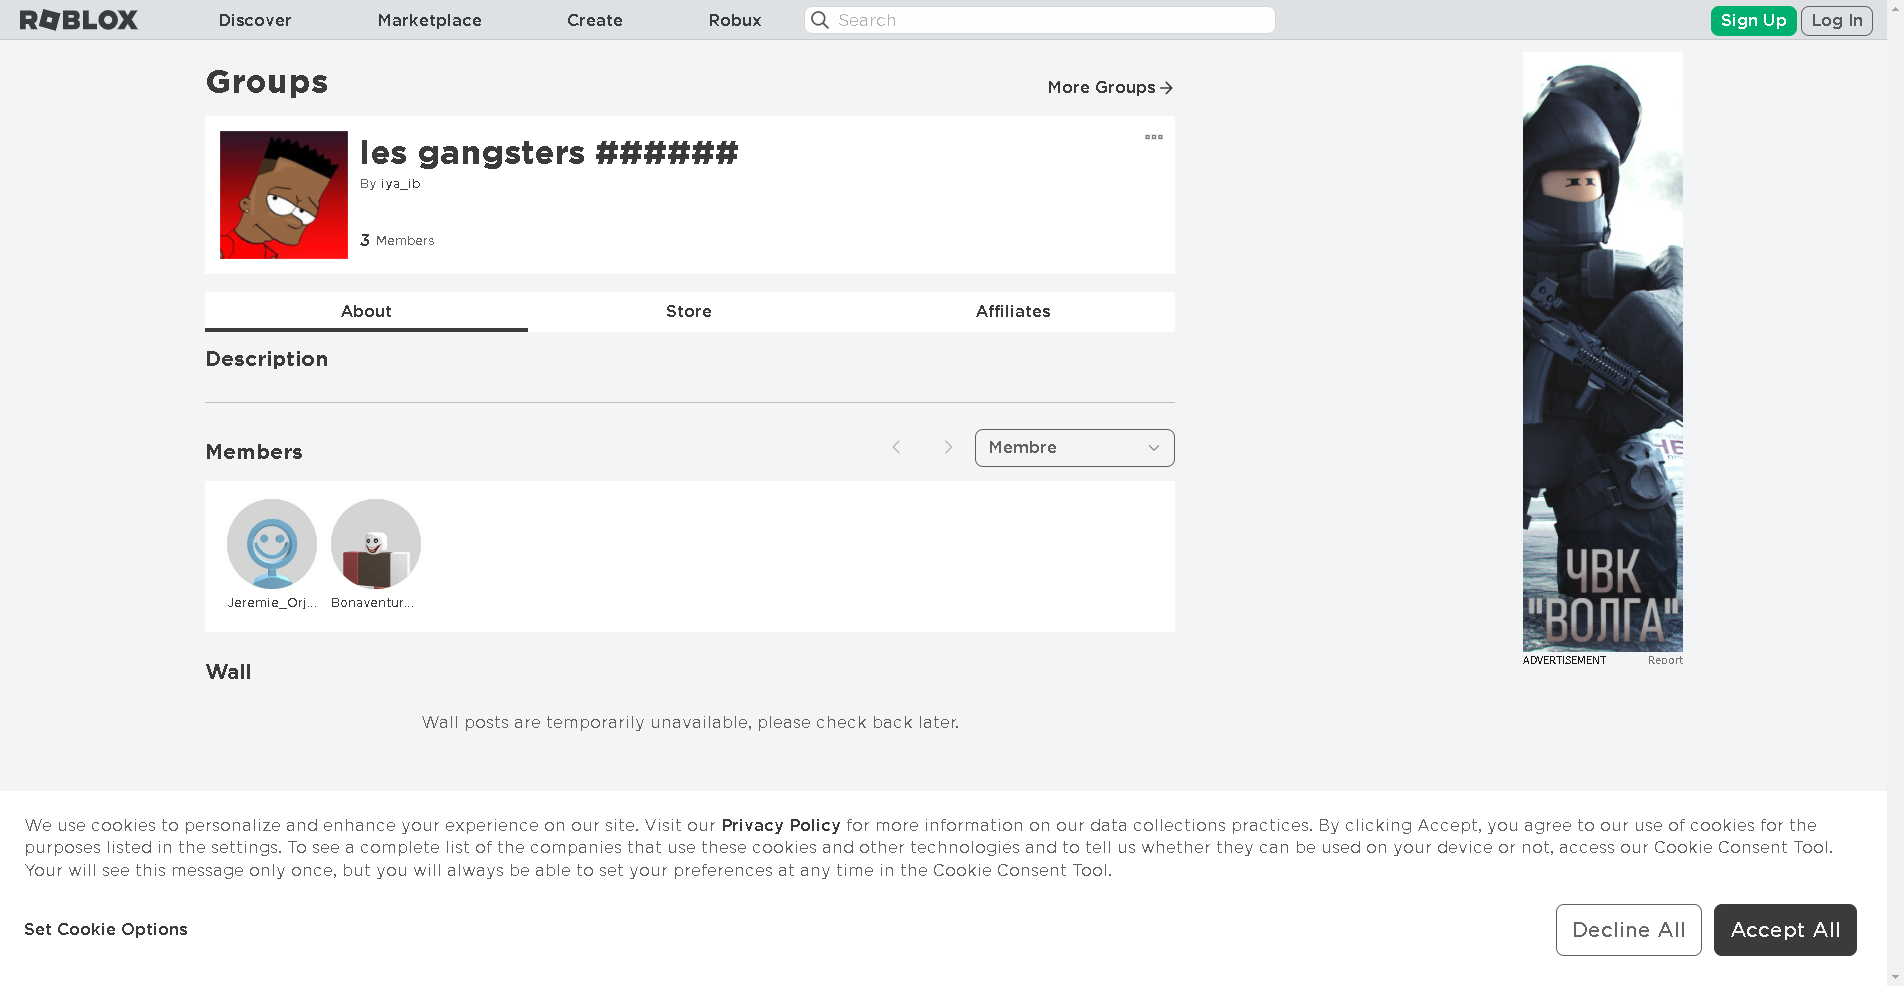 ROBLOX
Discover
Marketplace
Create
Robux
Search
Sign Up
Log In
Groups
More Groups
les gangsters ######
By iya_ib
3 Members
About
Store
Affiliates
Description
Members
Membre
Jeremie_Orj...
Bonaventur...
Wall
Wall posts are temporarily unavailable, please check back later.
ЧВК
"ВОЛГА"
ADVERTISEMENT
Report
We use cookies to personalize and enhance your experience on our site. Visit our Privacy Policy for more information on our data collections practices. By clicking Accept, you agree to our use of cookies for the
purposes listed in the settings. To see a complete list of the companies that use these cookies and other technologies and to tell us whether they can be used on your device or not, access our Cookie Consent Tool.
Your will see this message only once, but you will always be able to set your preferences at any time in the Cookie Consent Tool.
Set Cookie Options
Decline All
Accept All